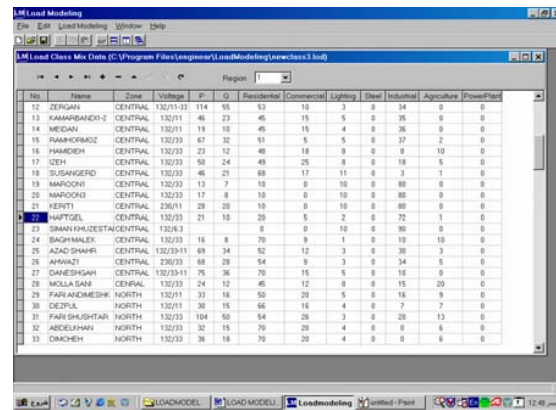 Load Modeling
File Edit Load Modeling Window Help
Load Class Mix Data (C:\Program Files\enginear\LoadModeling\newclass3.lod)
Region 1
No. Name Zone Voltage P Q Residential Commercial Lighting Steel Industrial Agriculture PowerPlant
12 ZERGAN CENTRAL 132/11-33 114 55 53 10 3 0 34 0 0
13 KAMARBANDI1-2 CENTRAL 132/11 46 23 45 15 5 0 35 0 0
14 MEIDAN CENTRAL 132/11 19 10 45 15 4 0 36 0 0
15 RAMHORMOZ CENTRAL 132/33 67 32 51 5 5 0 37 2 0
16 HAMIDIEH CENTRAL 132/33 23 12 48 18 8 0 8 10 0
17 IZEH CENTRAL 132/33 50 24 49 25 8 0 18 5 0
18 SUSANGERD CENTRAL 132/33 46 21 68 17 11 0 3 1 0
19 MAROON1 CENTRAL 132/33 13 7 10 0 10 0 80 0 0
20 MAROON3 CENTRAL 132/33 17 8 10 0 10 0 80 0 0
21 KERIT1 CENTRAL 230/11 28 20 10 0 10 0 80 0 0
22 HAFTGEL CENTRAL 132/33 21 10 20 5 2 0 72 1 0
23 SIMAN KHUZESTA CENTRAL 132/6.3 0 0 10 0 90 0 0
24 BAGH MALEK CENTRAL 132/33 16 8 70 9 1 0 10 10 0
25 AZAD SHAHR CENTRAL 132/33-11 69 34 52 12 3 0 30 3 0
26 AHWAZ1 CENTRAL 230/33 68 28 54 9 3 0 34 5 0
27 DANESHGAH CENTRAL 132/33-11 75 36 70 15 5 0 10 0 0
28 MOLLA SANI CENRAL 132/33 24 12 45 12 8 0 15 20 0
29 FARI ANDIMESHK NORTH 132/11 33 16 50 20 5 0 16 9 0
30 DEZFUL NORTH 132/11 30 15 66 16 4 0 7 7 0
31 FARI SHUSHTAR NORTH 132/33 104 50 54 26 3 0 20 13 0
32 ABDELKHAN NORTH 132/33 32 15 70 20 4 0 0 6 0
33 DIMOHEH NORTH 132/33 36 18 70 20 4 0 0 6 0
LOADMODEL LOAD MODELI... Loadmodeling untitled - Paint 12:48